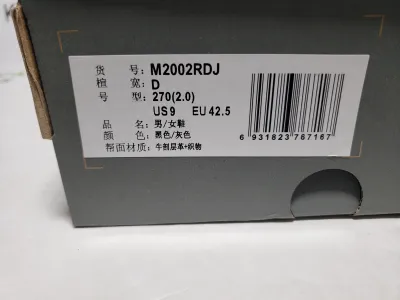 货 号: M2002RDJ
楦 宽: D
号 型: 270(2.0)
US 9 EU 42.5
品 名: 男/女鞋
颜 色: 黑色/灰色
帮面材质: 牛剖层革+织物
6 931823 767167